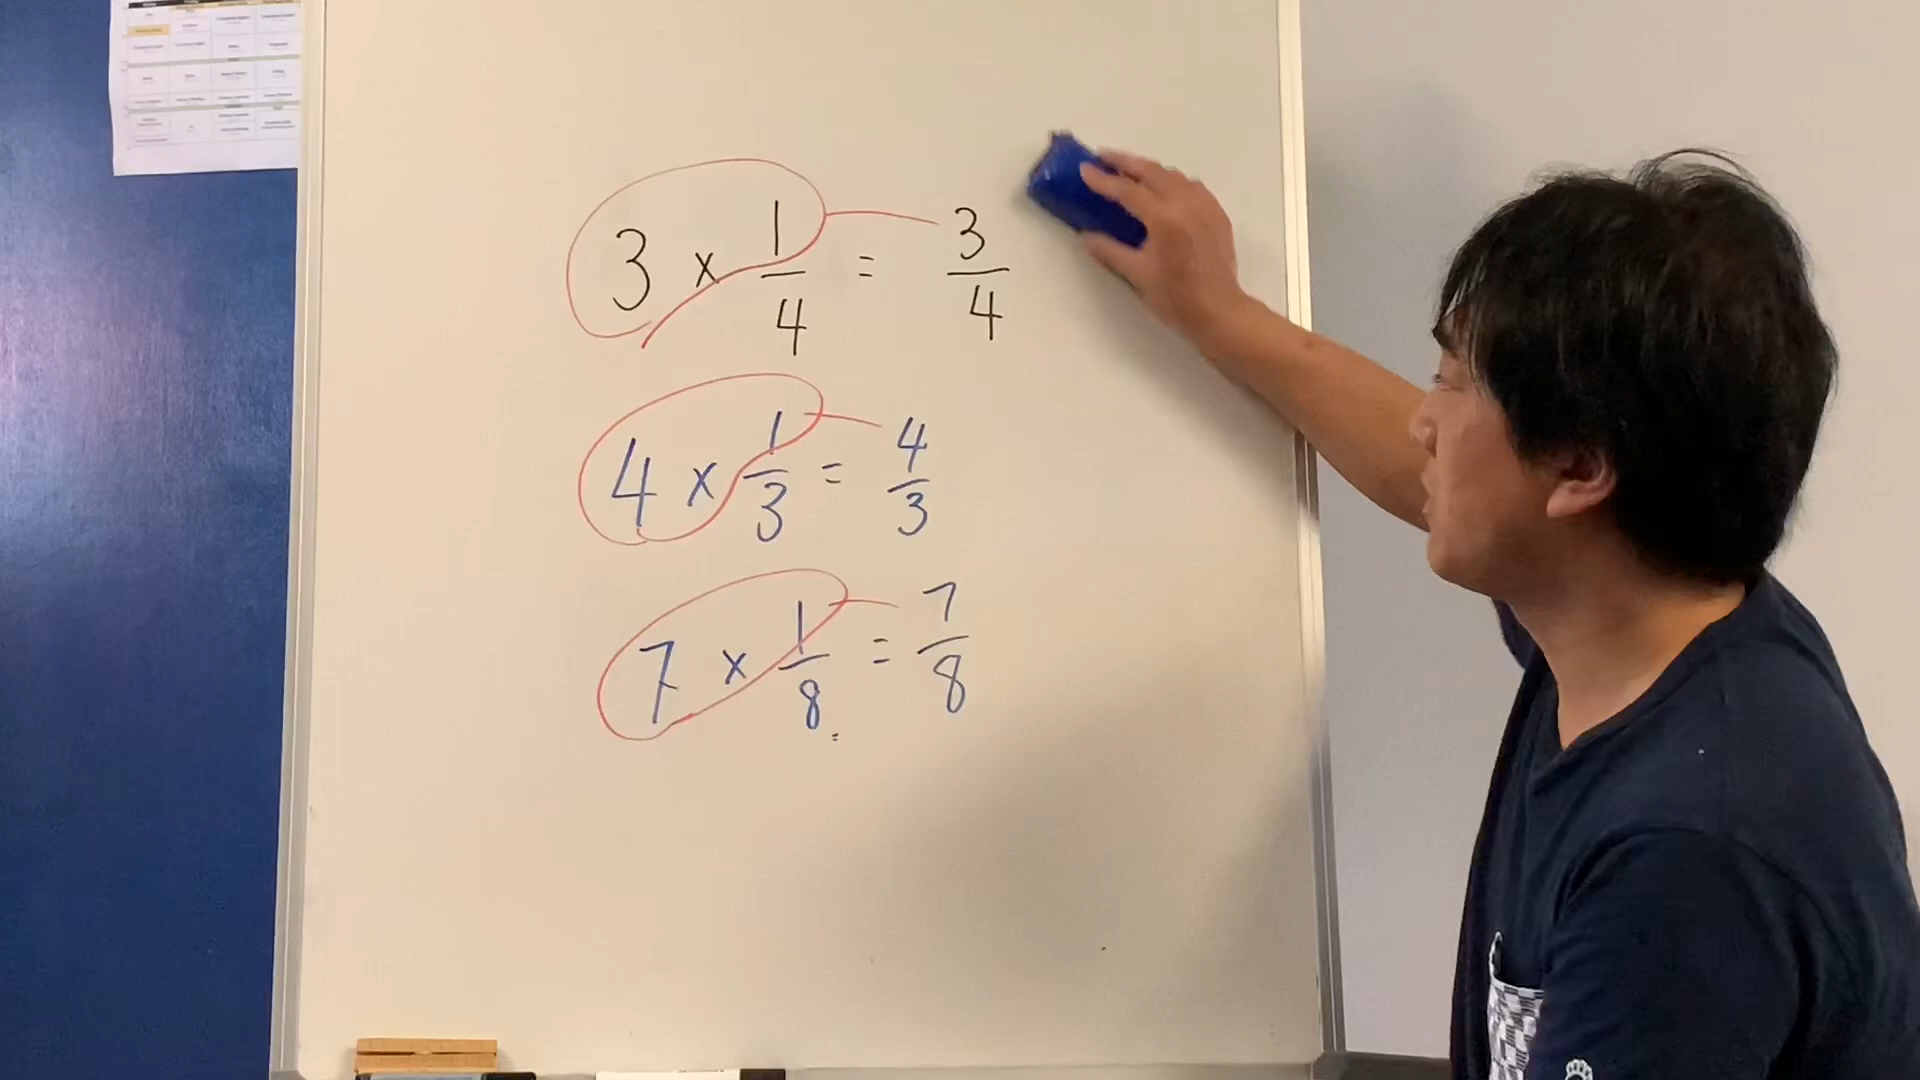 3 x 1/4 = 3/4
4 x 1/3 = 4/3
7 x 1/8 = 7/8